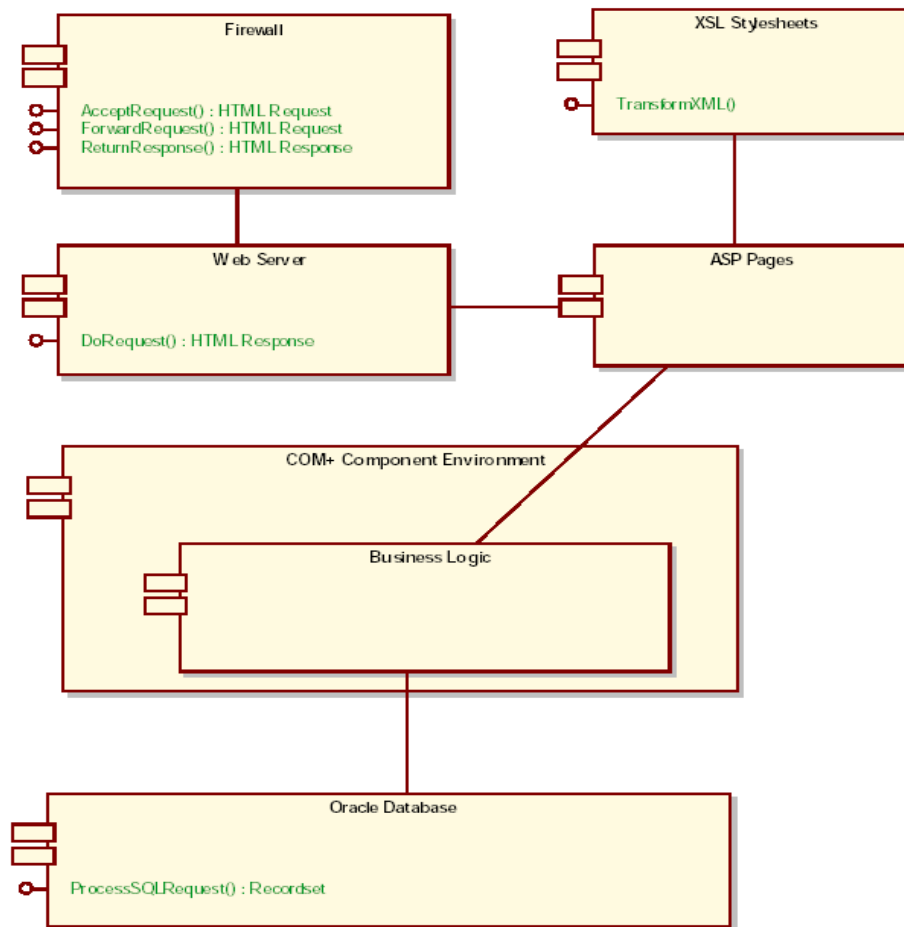 Firewall
AcceptRequest() : HTML Request
ForwardRequest() : HTML Request
ReturnResponse() : HTML Response
XSL Stylesheets
TransformXML()
Web Server
DoRequest() : HTML Response
ASP Pages
COM+ Component Environment
Business Logic
Oracle Database
ProcessSQLRequest() : Recordset